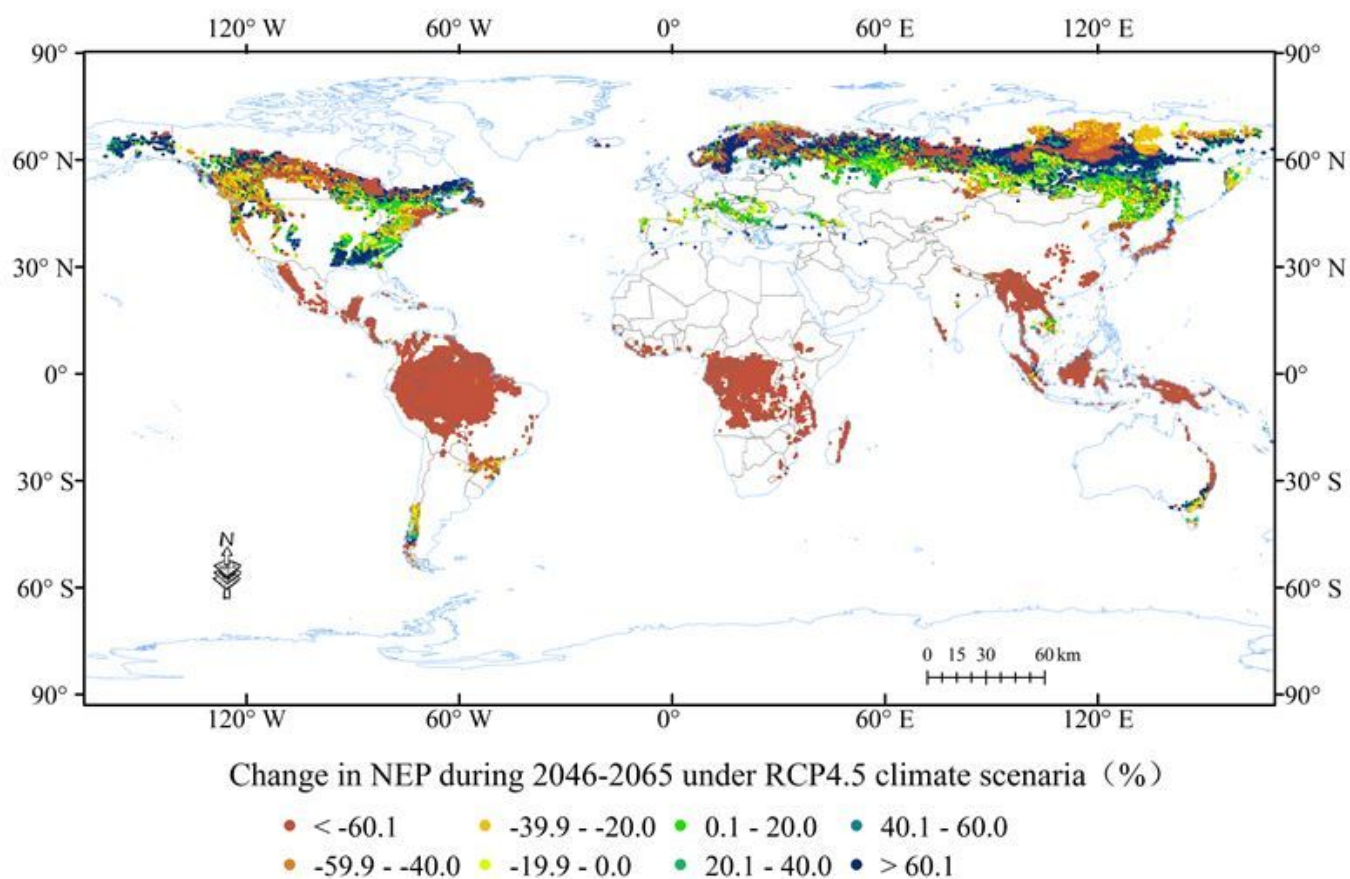 120° W 60° W 0° 60° E 120° E
90° 90°
60° N 60° N
30° N 30° N
0° 0°
30° S 30° S
N
60° S 60° S
0 15 30 60 km
90° 90°
120° W 60° W 0° 60° E 120° E
Change in NEP during 2046-2065 under RCP4.5 climate scenaria（%）
< -60.1 -39.9 - -20.0 0.1 - 20.0 40.1 - 60.0
-59.9 - -40.0 -19.9 - 0.0 20.1 - 40.0 > 60.1